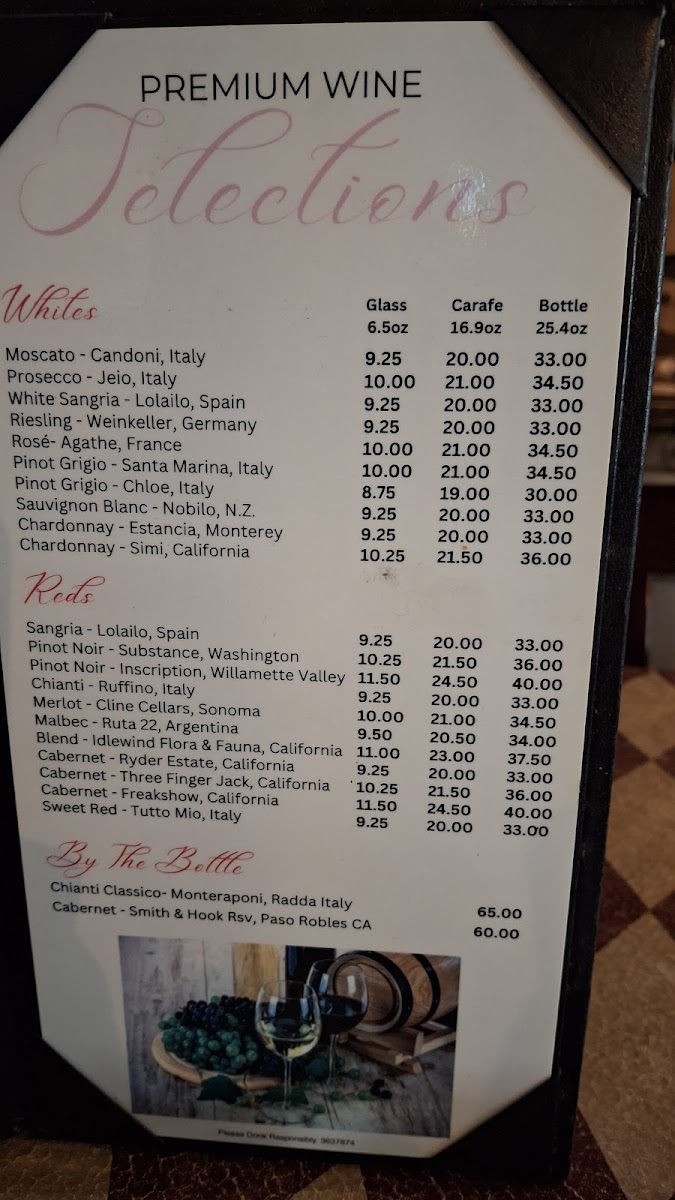 PREMIUM WINE
Selections
Whites
Glass Carafe Bottle
6.5oz 16.9oz 25.4oz
Moscato - Candoni, Italy 9.25 20.00 33.00
Prosecco - Jeio, Italy 10.00 21.00 34.50
White Sangria - Lolailo, Spain 9.25 20.00 33.00
Riesling - Weinkeller, Germany 9.25 20.00 33.00
Rosé- Agathe, France 10.00 21.00 34.50
Pinot Grigio - Santa Marina, Italy 10.00 21.00 34.50
Pinot Grigio - Chloe, Italy 8.75 19.00 30.00
Sauvignon Blanc - Nobilo, N.Z. 9.25 20.00 33.00
Chardonnay - Estancia, Monterey 9.25 20.00 33.00
Chardonnay - Simi, California 10.25 21.50 36.00
Reds
Sangria - Lolailo, Spain 9.25 20.00 33.00
Pinot Noir - Substance, Washington 10.25 21.50 36.00
Pinot Noir - Inscription, Willamette Valley 11.50 24.50 40.00
Chianti - Ruffino, Italy 9.25 20.00 33.00
Merlot - Cline Cellars, Sonoma 10.00 21.00 34.50
Malbec - Ruta 22, Argentina 9.50 20.50 34.00
Blend - Idlewind Flora & Fauna, California 11.00 23.00 37.50
Cabernet - Ryder Estate, California 9.25 20.00 33.00
Cabernet - Three Finger Jack, California 10.25 21.50 36.00
Cabernet - Freakshow, California 11.50 24.50 40.00
Sweet Red - Tutto Mio, Italy 9.25 20.00 33.00
By The Bottle
Chianti Classico- Monteraponi, Radda Italy 65.00
Cabernet - Smith & Hook Rsv, Paso Robles CA 60.00
Please Drink Responsibly. 3637874